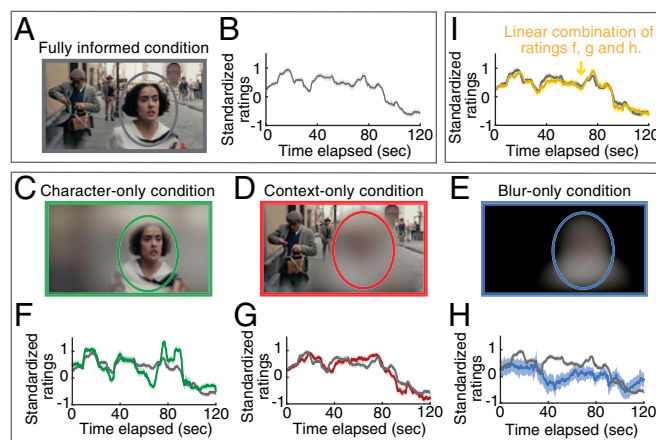 A
Fully informed condition
B
Standardized
ratings
1
0
-1
0
40
80
120
Time elapsed (sec)
I
Linear combination of
ratings f, g and h.
Standardized
ratings
1
0
-1
0
40
80
120
Time elapsed (sec)
C
Character-only condition
D
Context-only condition
E
Blur-only condition
F
Standardized
ratings
1
0
-1
0
40
80
120
Time elapsed (sec)
G
Standardized
ratings
1
0
-1
0
40
80
120
Time elapsed (sec)
H
Standardized
ratings
1
0
-1
0
40
80
120
Time elapsed (sec)